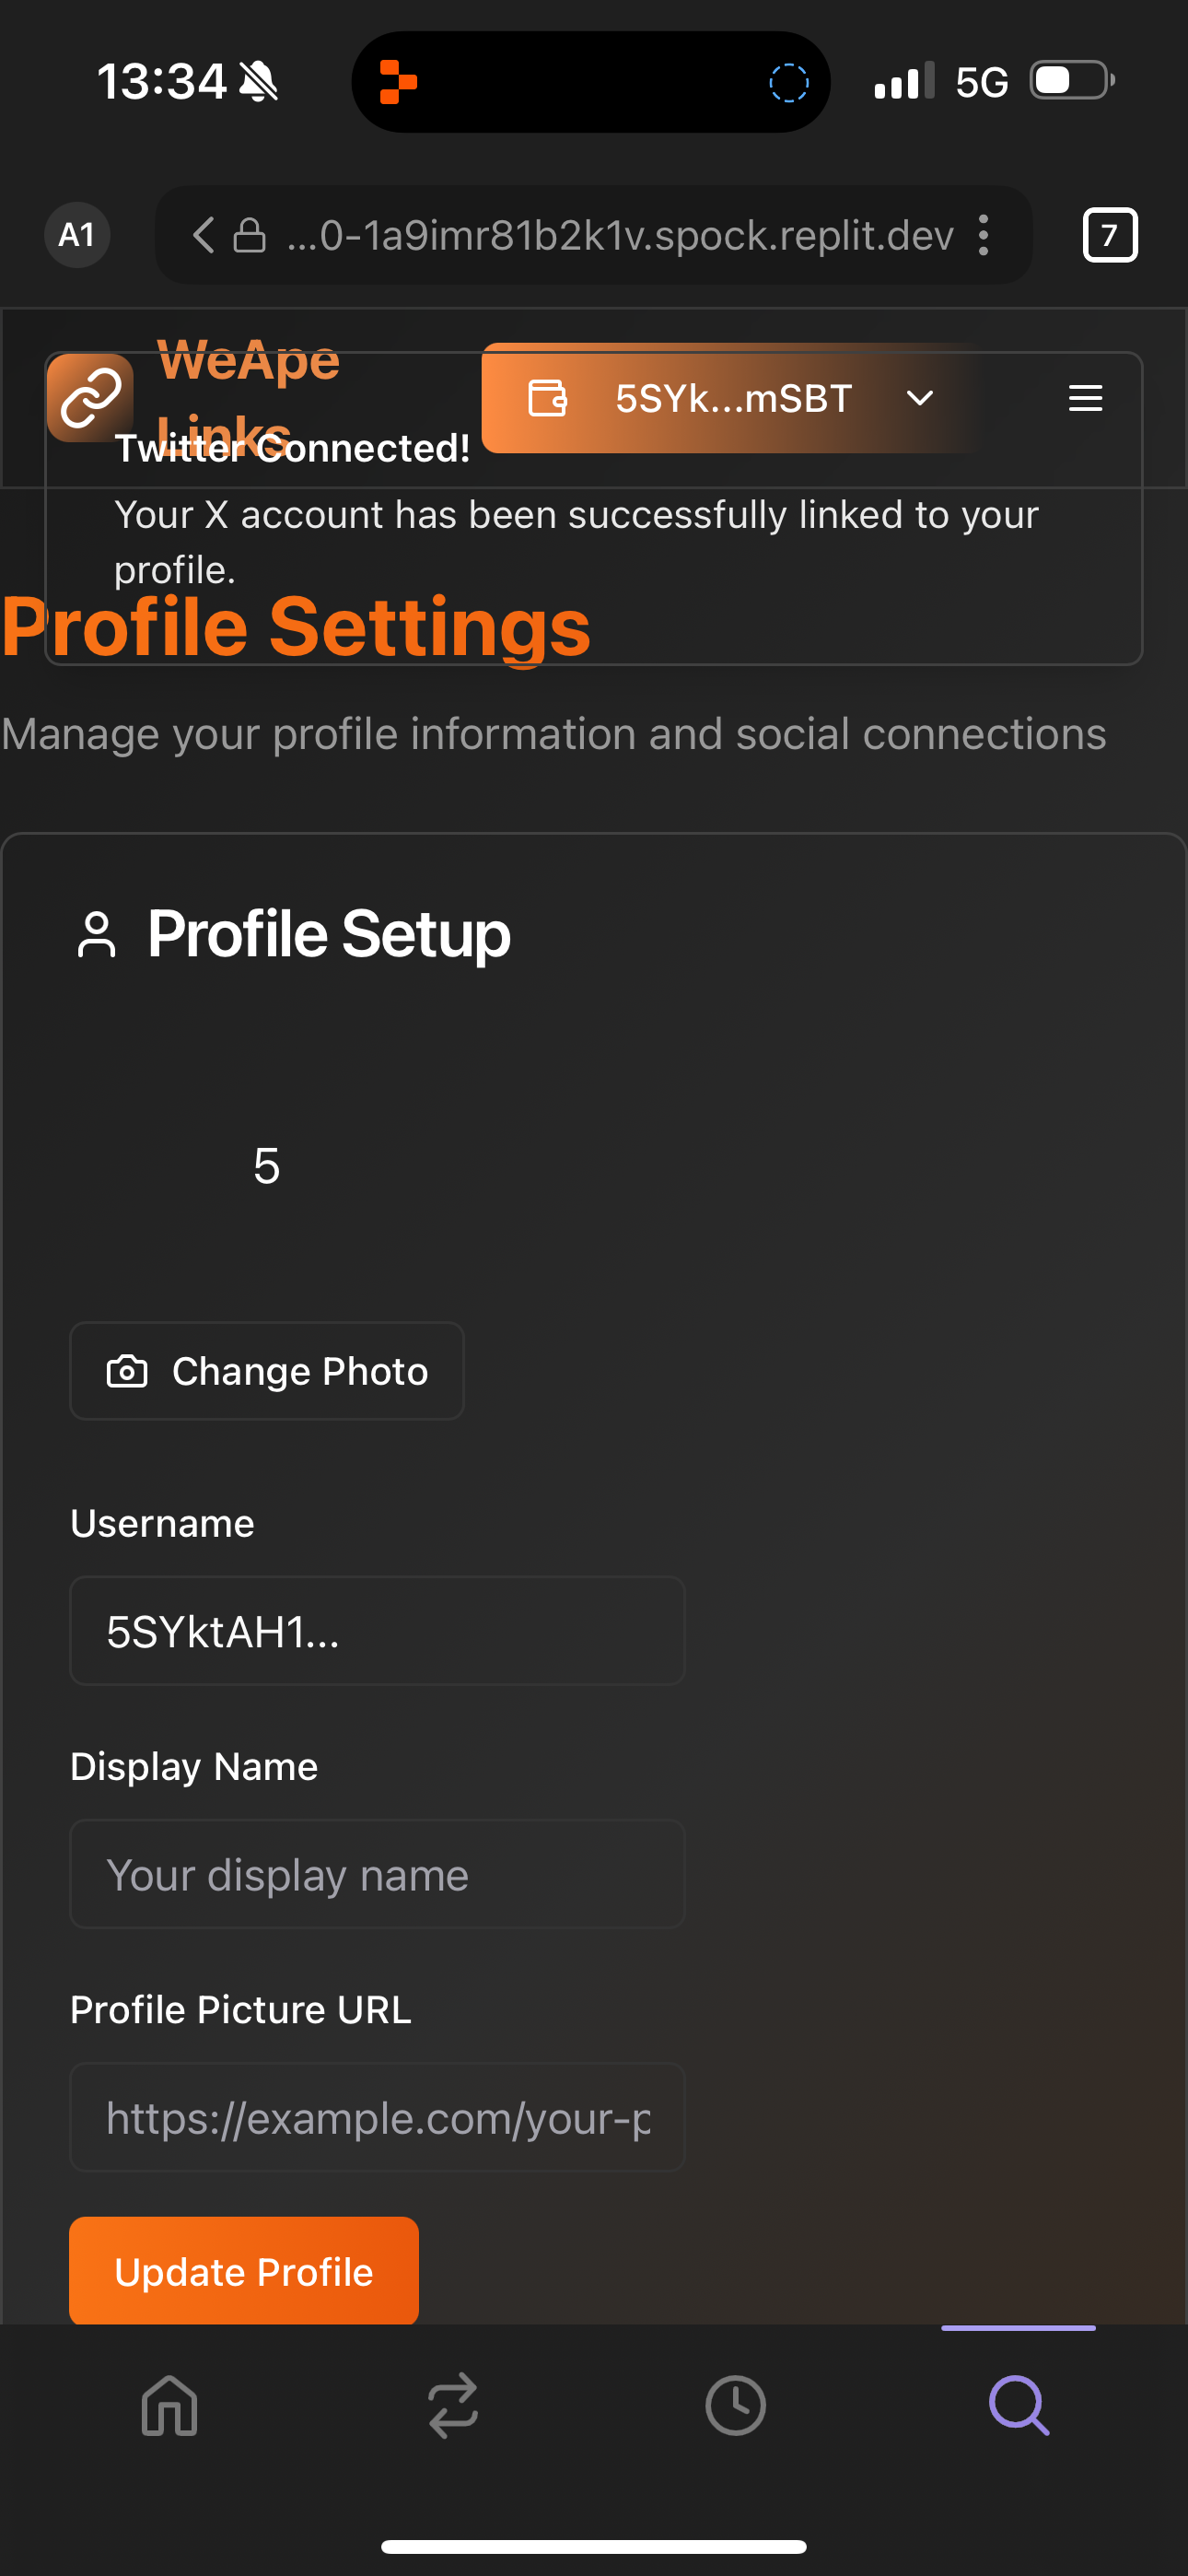 13:34
5G
A1
...0-1a9imr81b2k1v.spock.replit.dev
7
WeApe
Links
5SYk...mSBT
Twitter Connected!
Your X account has been successfully linked to your
profile.
Profile Settings
Manage your profile information and social connections
Profile Setup
5
Change Photo
Username
5SYktAH1...
Display Name
Your display name
Profile Picture URL
https://example.com/your-p
Update Profile